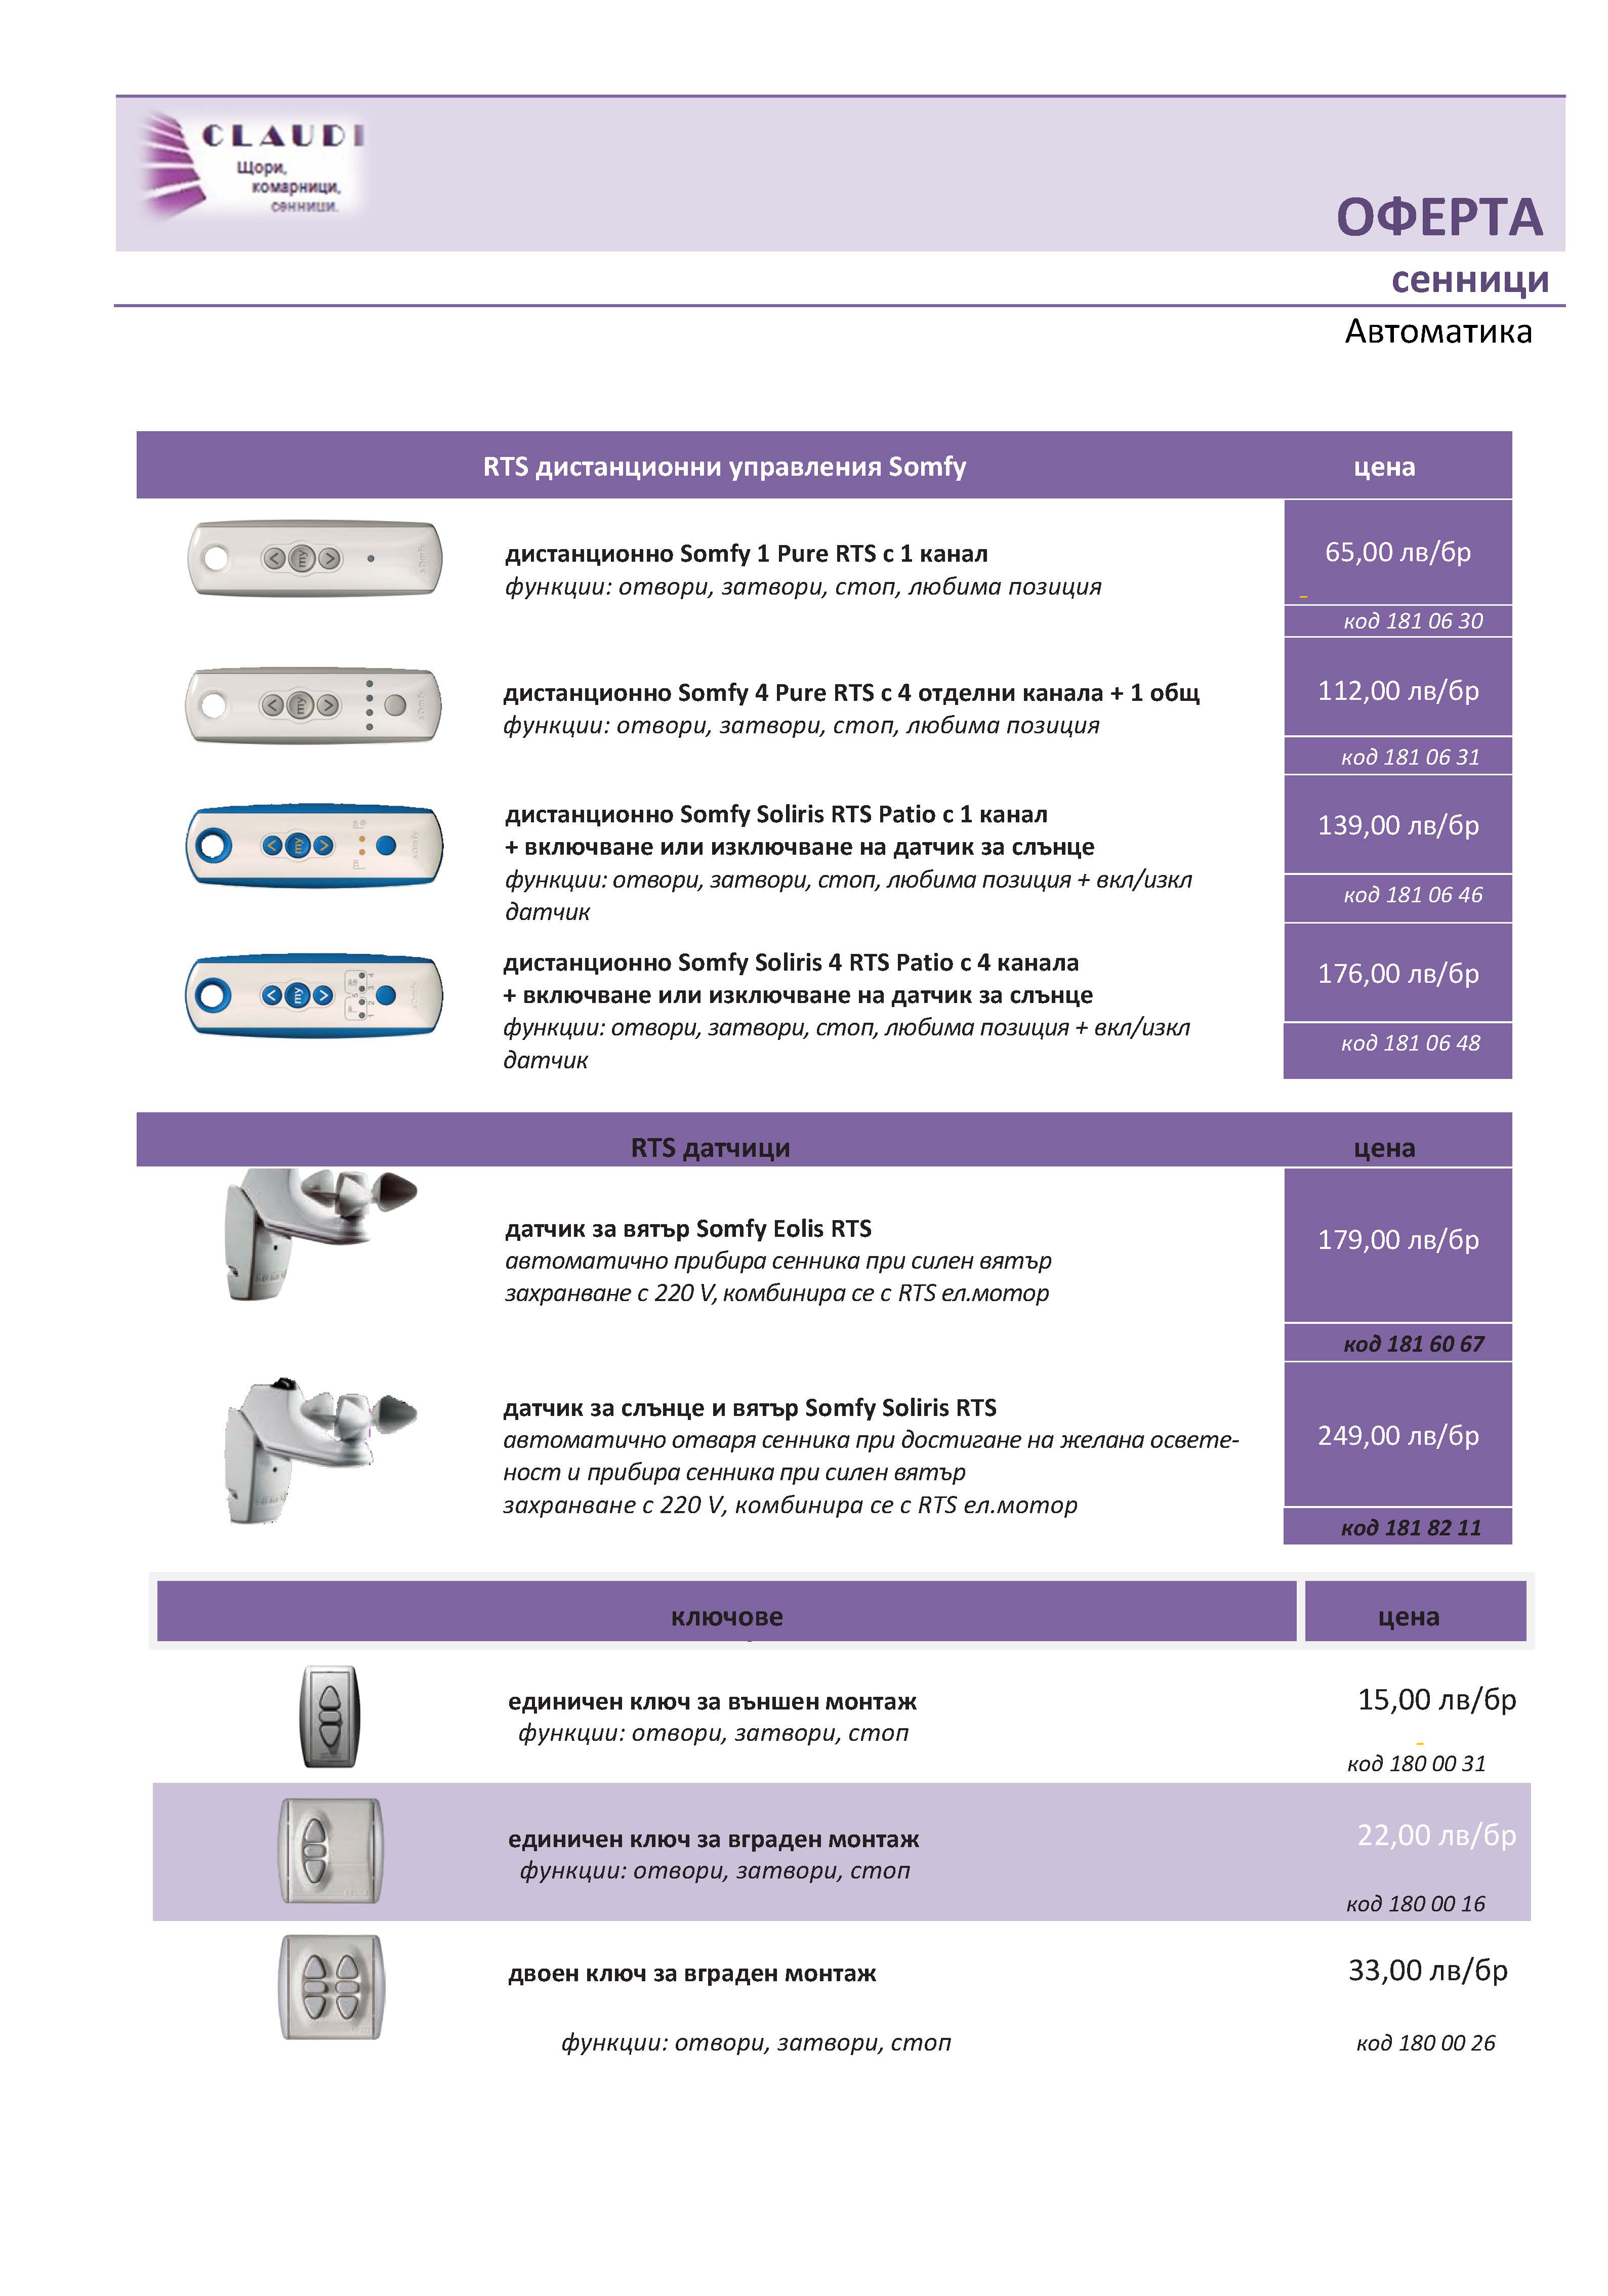 CLAUDI
Щори,
комарници,
сенници.
ОФЕРТА
сенници
Автоматика
RTS дистанционни управления Somfy цена
дистанционно Somfy 1 Pure RTS с 1 канал
функции: отвори, затвори, стоп, любима позиция
65,00 лв/бр
код 181 06 30
дистанционно Somfy 4 Pure RTS с 4 отделни канала + 1 общ
функции: отвори, затвори, стоп, любима позиция
112,00 лв/бр
код 181 06 31
дистанционно Somfy Soliris RTS Patio с 1 канал
+ включване или изключване на датчик за слънце
функции: отвори, затвори, стоп, любима позиция + вкл/изкл
датчик
139,00 лв/бр
код 181 06 46
дистанционно Somfy Soliris 4 RTS Patio с 4 канала
+ включване или изключване на датчик за слънце
функции: отвори, затвори, стоп, любима позиция + вкл/изкл
датчик
176,00 лв/бр
код 181 06 48
RTS датчици цена
датчик за вятър Somfy Eolis RTS
автоматично прибира сенника при силен вятър
захранване с 220 V, комбинира се с RTS ел.мотор
179,00 лв/бр
код 181 60 67
датчик за слънце и вятър Somfy Soliris RTS
автоматично отваря сенника при достигане на желана освете-
ност и прибира сенника при силен вятър
захранване с 220 V, комбинира се с RTS ел.мотор
249,00 лв/бр
код 181 82 11
ключове цена
единичен ключ за външен монтаж
функции: отвори, затвори, стоп
15,00 лв/бр
код 180 00 31
единичен ключ за вграден монтаж
функции: отвори, затвори, стоп
22,00 лв/бр
код 180 00 16
двоен ключ за вграден монтаж
33,00 лв/бр
функции: отвори, затвори, стоп
код 180 00 26